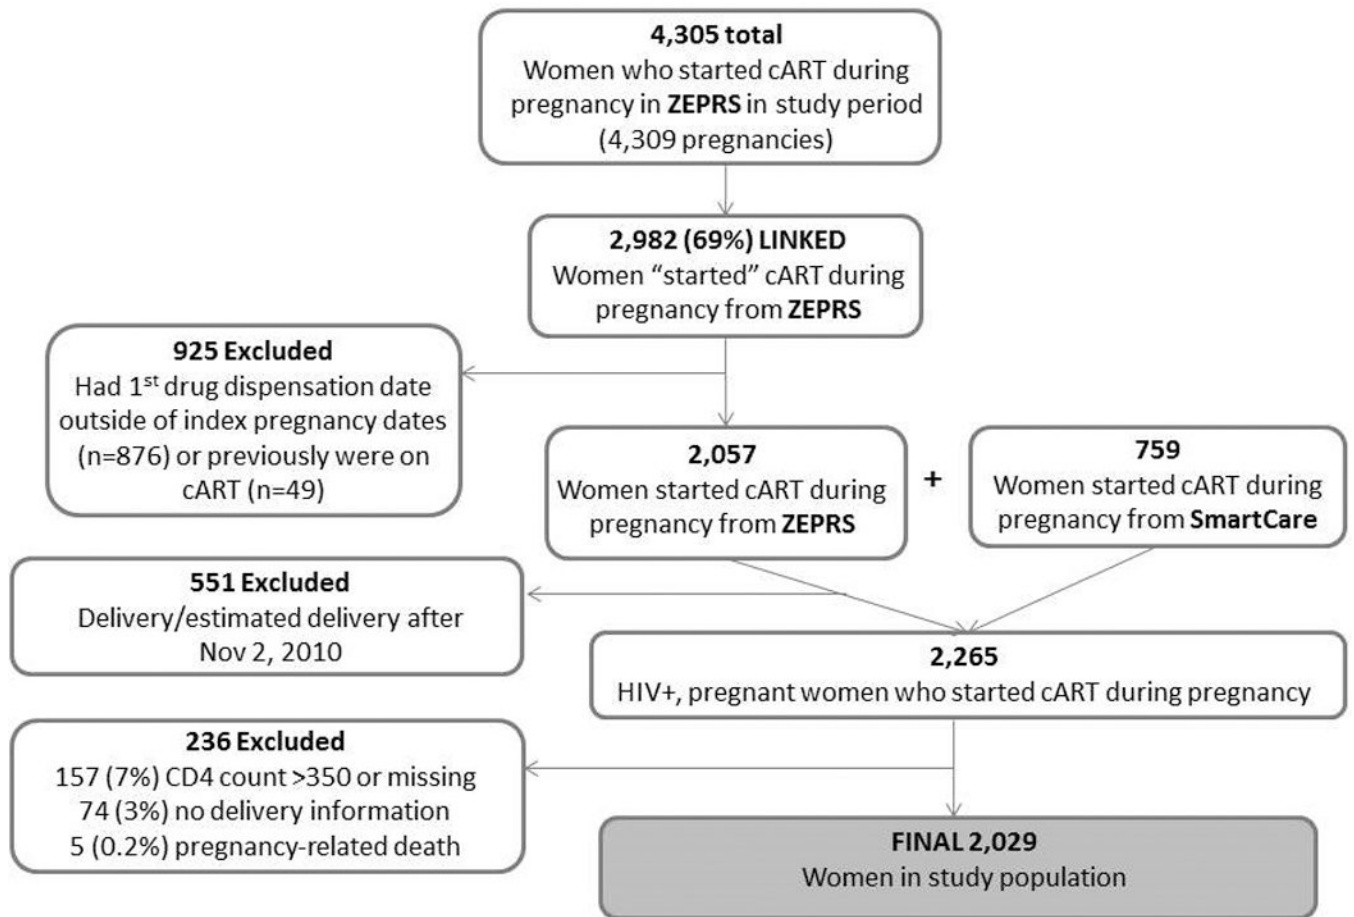 4,305 total
Women who started cART during
pregnancy in ZEPRS in study period
(4,309 pregnancies)
2,982 (69%) LINKED
Women “started” cART during
pregnancy from ZEPRS
925 Excluded
Had 1st drug dispensation date
outside of index pregnancy dates
(n=876) or previously were on
cART (n=49)
2,057
Women started cART during
pregnancy from ZEPRS
+
759
Women started cART during
pregnancy from SmartCare
551 Excluded
Delivery/estimated delivery after
Nov 2, 2010
2,265
HIV+, pregnant women who started cART during pregnancy
236 Excluded
157 (7%) CD4 count >350 or missing
74 (3%) no delivery information
5 (0.2%) pregnancy-related death
FINAL 2,029
Women in study population